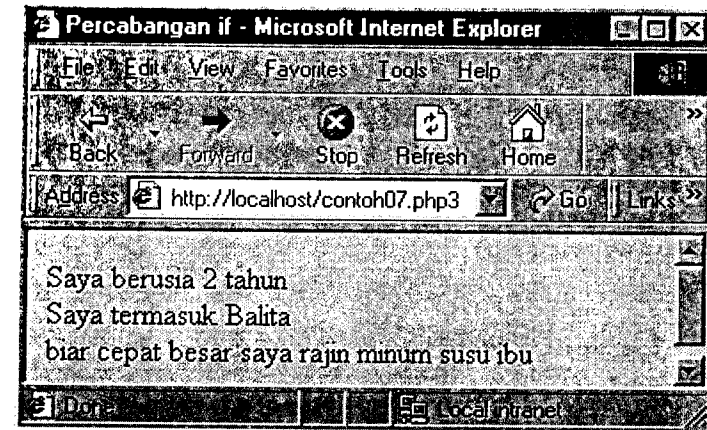 Percabangan if - Microsoft Internet Explorer
File Edit View Favorites Tools Help
Back Forward Stop Refresh Home »
Address http://localhost/contoh07.php3 Go Links »
Saya berusia 2 tahun
Saya termasuk Balita
biar cepat besar saya rajin minum susu ibu
Done Local intranet